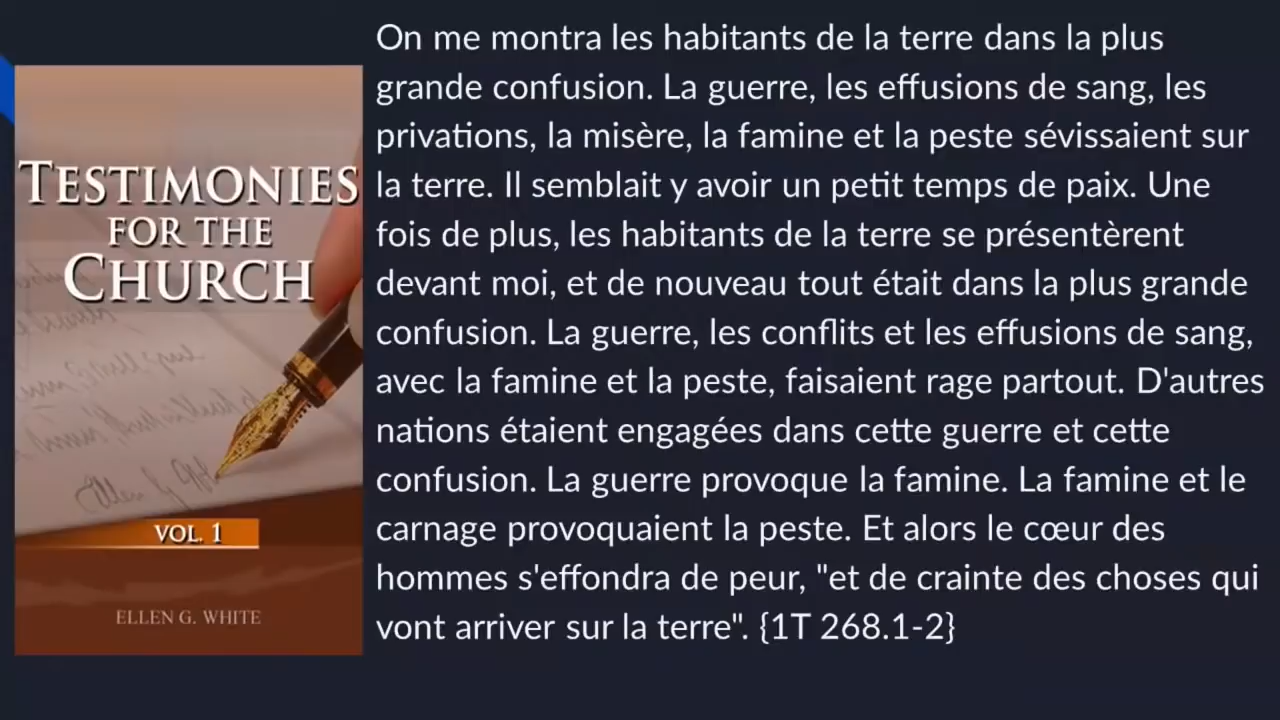 TESTIMONIES
FOR THE
CHURCH
VOL. 1
ELLEN G. WHITE
On me montra les habitants de la terre dans la plus
grande confusion. La guerre, les effusions de sang, les
privations, la misère, la famine et la peste sévissaient sur
la terre. Il semblait y avoir un petit temps de paix. Une
fois de plus, les habitants de la terre se présentèrent
devant moi, et de nouveau tout était dans la plus grande
confusion. La guerre, les conflits et les effusions de sang,
avec la famine et la peste, faisaient rage partout. D'autres
nations étaient engagées dans cette guerre et cette
confusion. La guerre provoque la famine. La famine et le
carnage provoquaient la peste. Et alors le cœur des
hommes s'effondra de peur, "et de crainte des choses qui
vont arriver sur la terre". {1T 268.1-2}